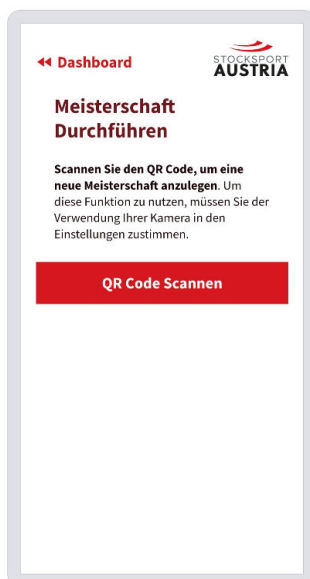 Dashboard
STOCKSPORT
AUSTRIA
Meisterschaft
Durchführen
Scannen Sie den QR Code, um eine
neue Meisterschaft anzulegen. Um
diese Funktion zu nutzen, müssen Sie der
Verwendung Ihrer Kamera in den
Einstellungen zustimmen.
QR Code Scannen